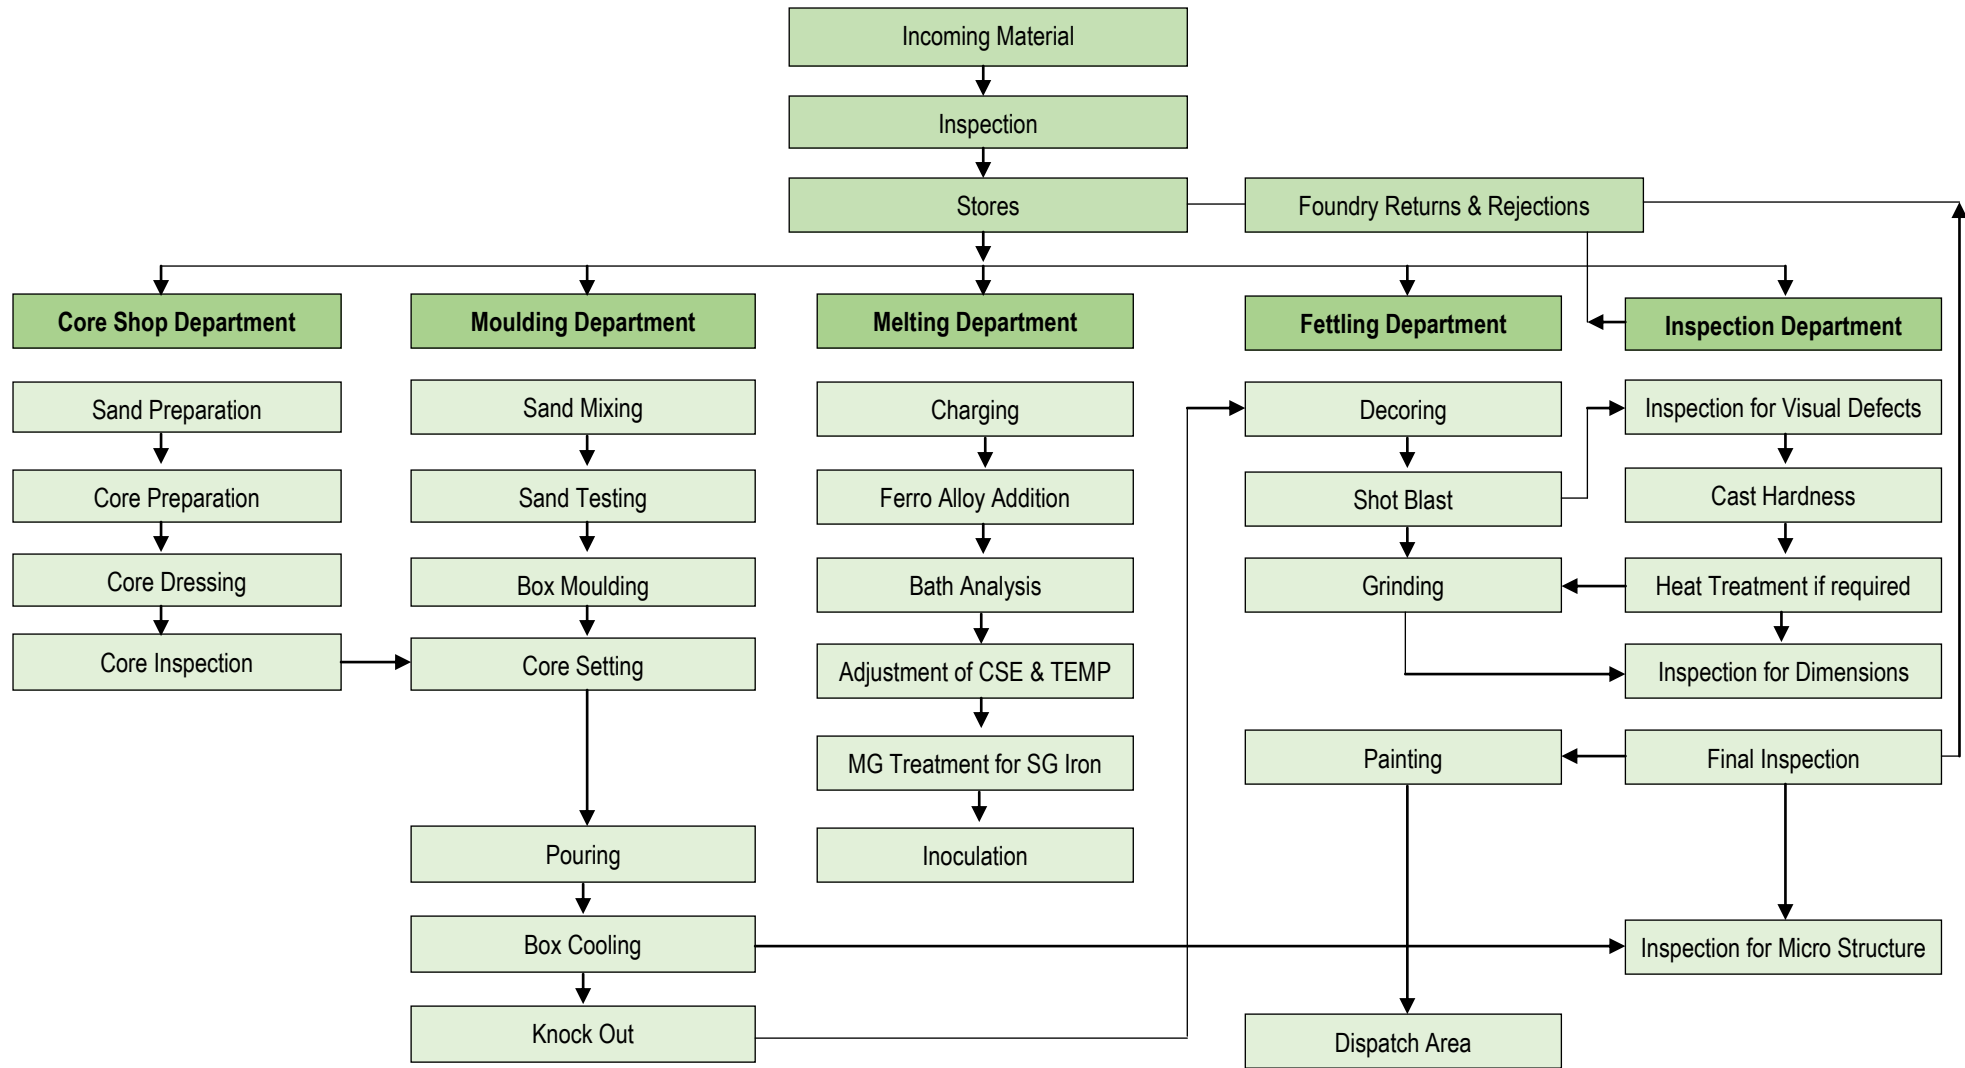 Incoming Material
Inspection
Stores
Foundry Returns & Rejections
Core Shop Department
Moulding Department
Melting Department
Fettling Department
Inspection Department
Sand Preparation
Core Preparation
Core Dressing
Core Inspection
Sand Mixing
Sand Testing
Box Moulding
Core Setting
Pouring
Box Cooling
Knock Out
Charging
Ferro Alloy Addition
Bath Analysis
Adjustment of CSE & TEMP
MG Treatment for SG Iron
Inoculation
Decoring
Shot Blast
Grinding
Painting
Dispatch Area
Inspection for Visual Defects
Cast Hardness
Heat Treatment if required
Inspection for Dimensions
Final Inspection
Inspection for Micro Structure